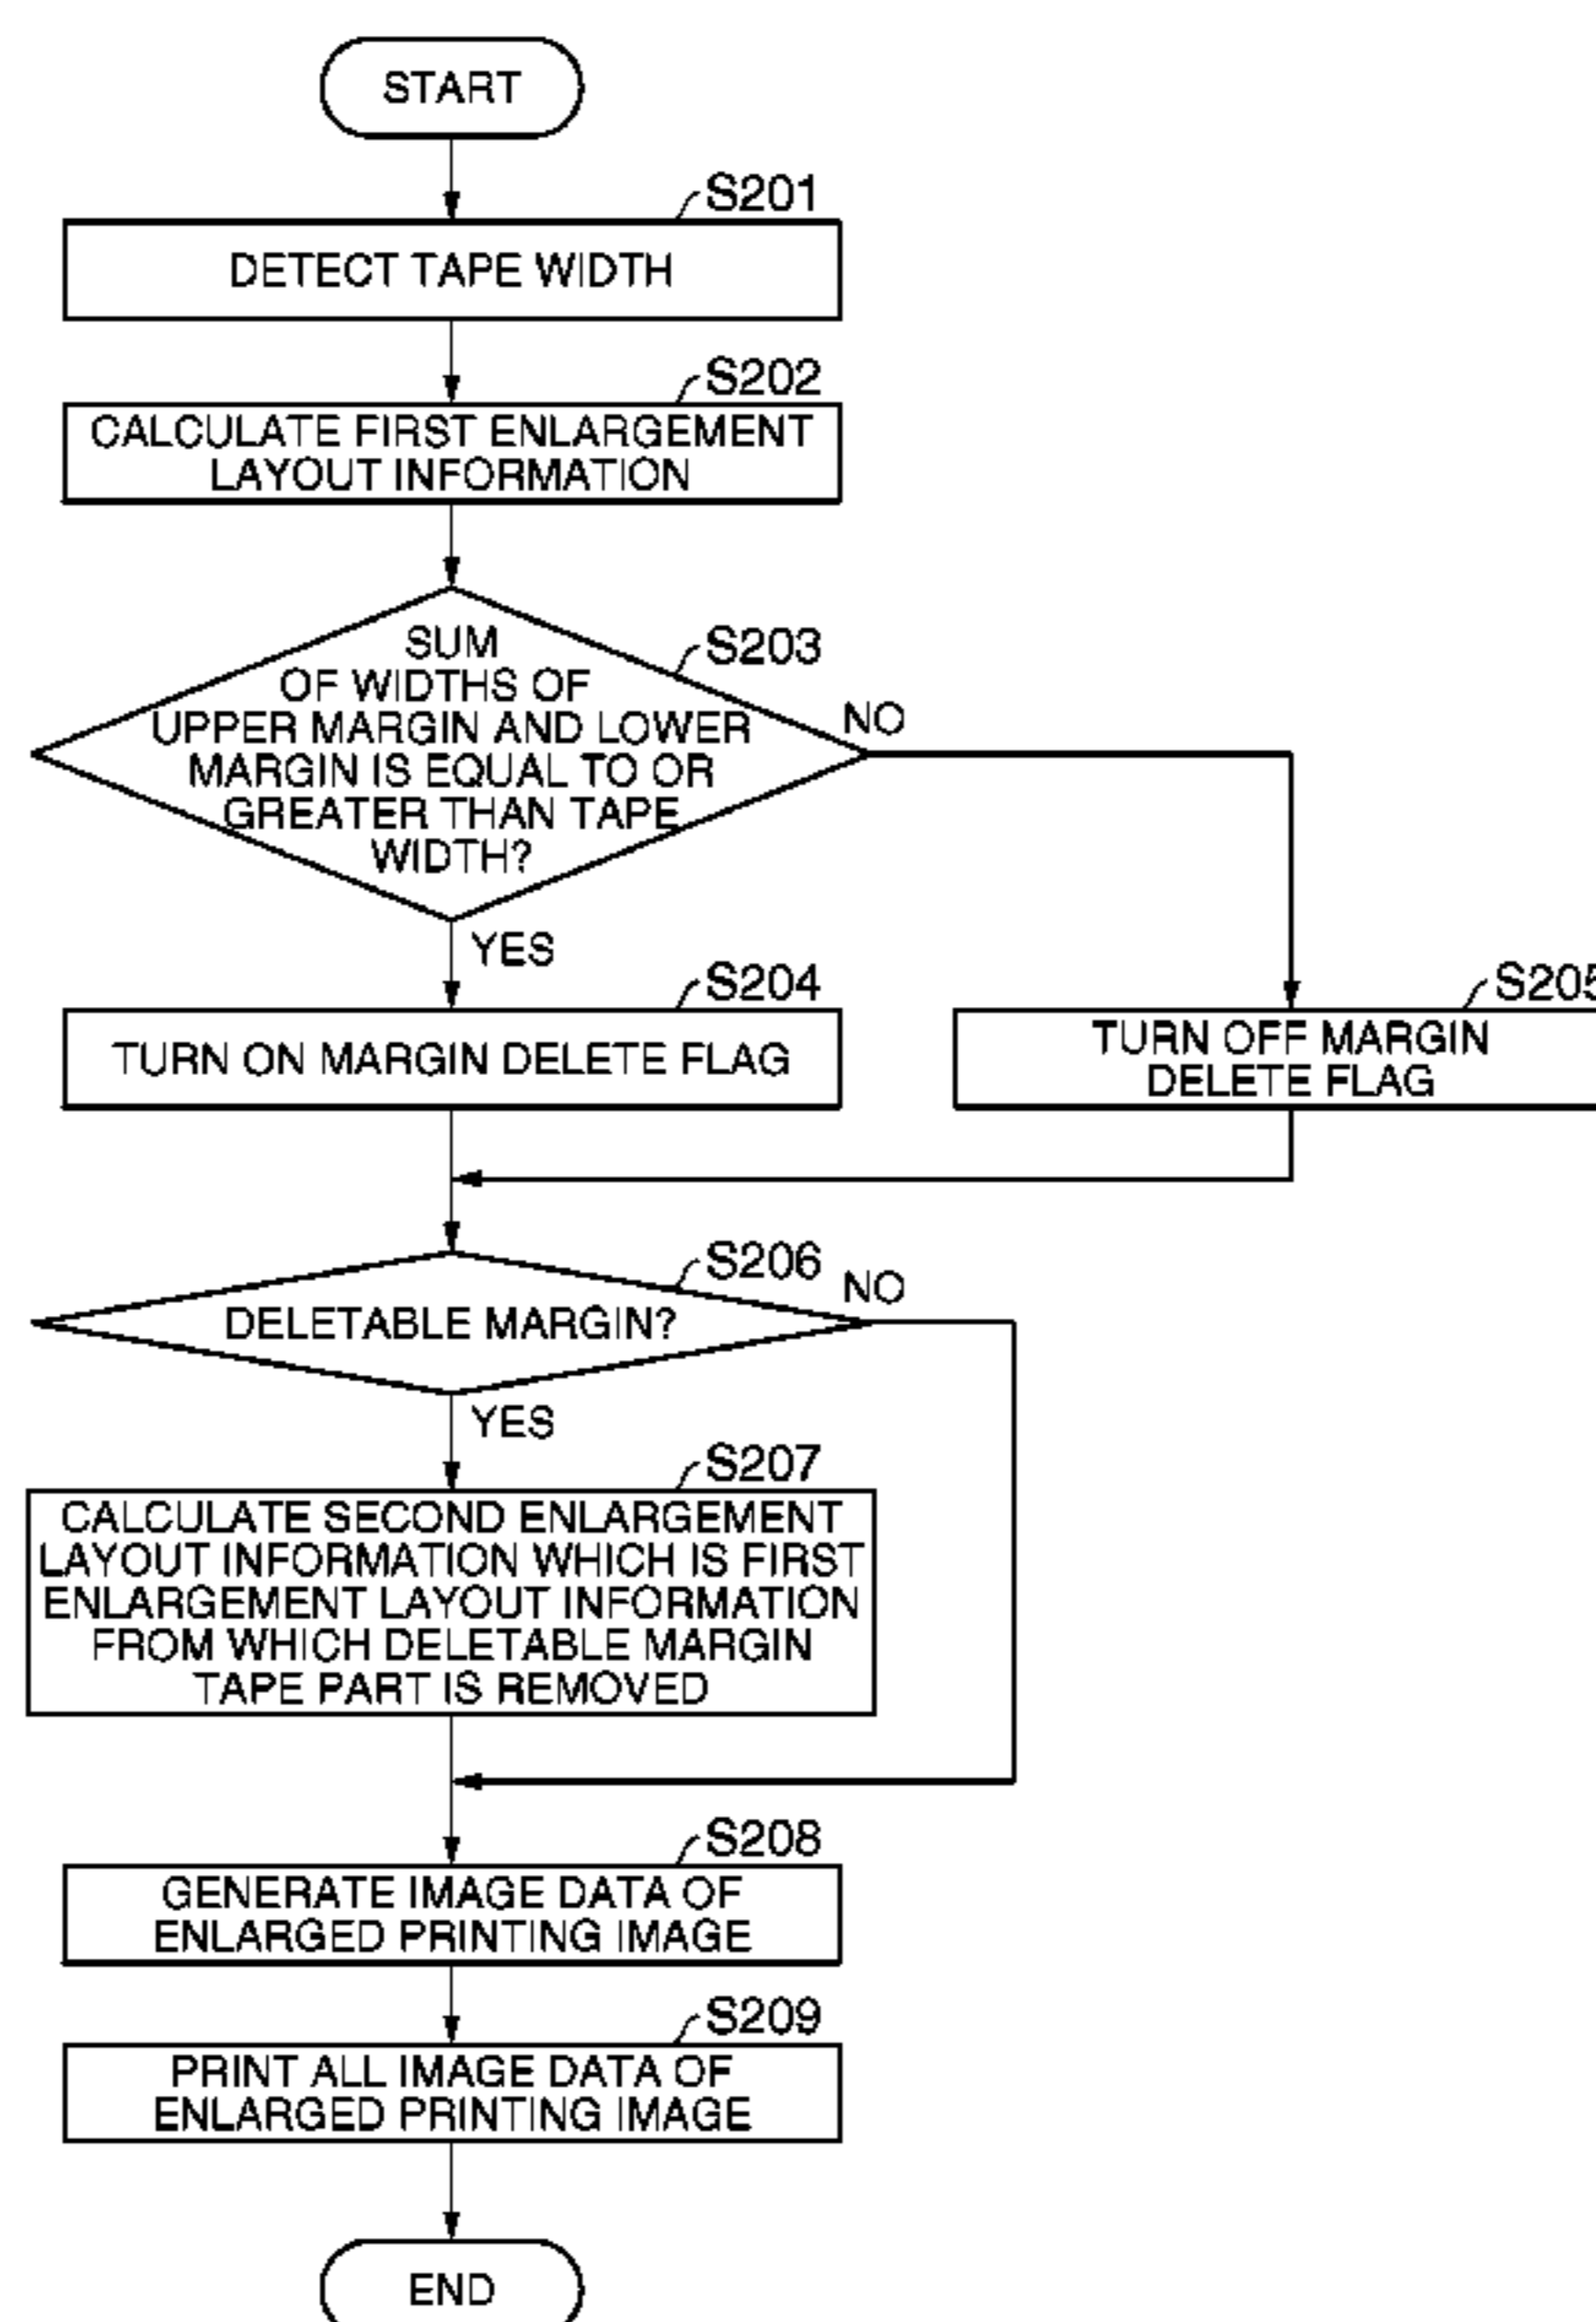 START
S201
DETECT TAPE WIDTH
S202
CALCULATE FIRST ENLARGEMENT
LAYOUT INFORMATION
S203
SUM
OF WIDTHS OF
UPPER MARGIN AND LOWER
MARGIN IS EQUAL TO OR
GREATER THAN TAPE
WIDTH?
NO
YES
S204
TURN ON MARGIN DELETE FLAG
S205
TURN OFF MARGIN
DELETE FLAG
S206
DELETABLE MARGIN?
NO
YES
S207
CALCULATE SECOND ENLARGEMENT
LAYOUT INFORMATION WHICH IS FIRST
ENLARGEMENT LAYOUT INFORMATION
FROM WHICH DELETABLE MARGIN
TAPE PART IS REMOVED
S208
GENERATE IMAGE DATA OF
ENLARGED PRINTING IMAGE
S209
PRINT ALL IMAGE DATA OF
ENLARGED PRINTING IMAGE
END